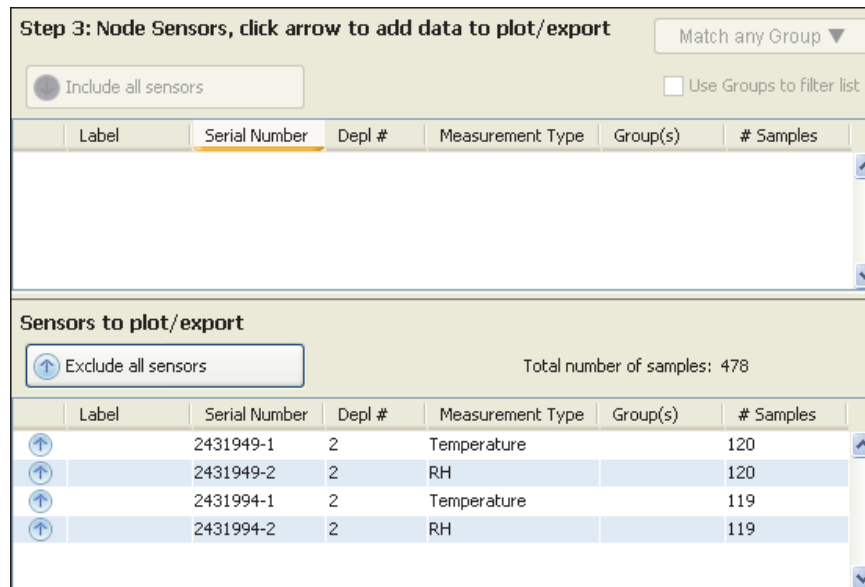 Step 3: Node Sensors, click arrow to add data to plot/export
Match any Group ▼
Include all sensors
Use Groups to filter list
Label Serial Number Depl # Measurement Type Group(s) # Samples
Sensors to plot/export
Exclude all sensors
Total number of samples: 478
Label Serial Number Depl # Measurement Type Group(s) # Samples
2431949-1 2 Temperature 120
2431949-2 2 RH 120
2431994-1 2 Temperature 119
2431994-2 2 RH 119